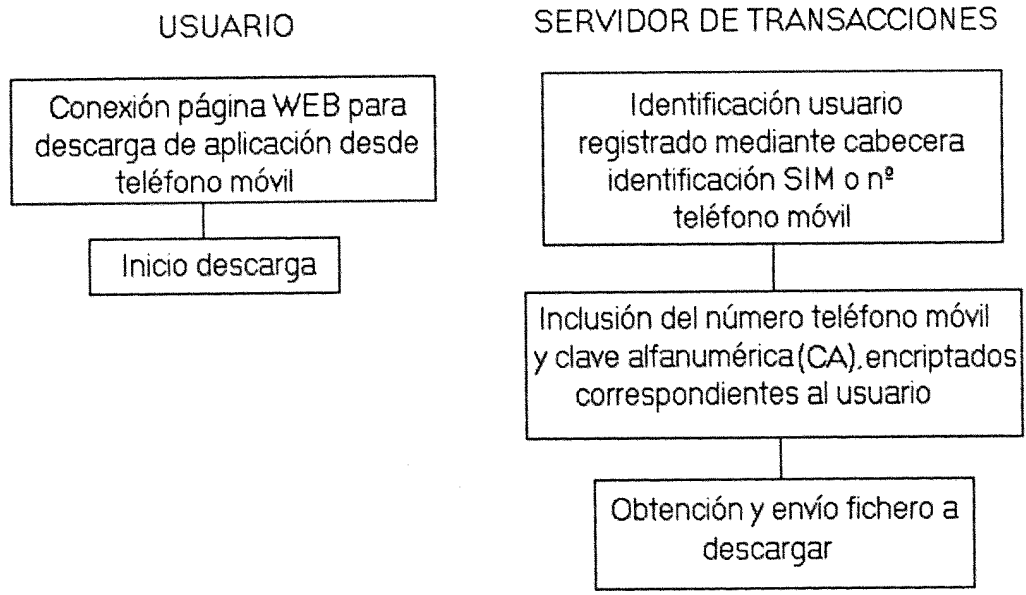 USUARIO
Conexión página WEB para
descarga de aplicación desde
teléfono móvil
Inicio descarga
SERVIDOR DE TRANSACCIONES
Identificación usuario
registrado mediante cabecera
identificación SIM o nº
teléfono móvil
Inclusión del número teléfono móvil
y clave alfanumérica (CA), encriptados
correspondientes al usuario
Obtención y envío fichero a
descargar